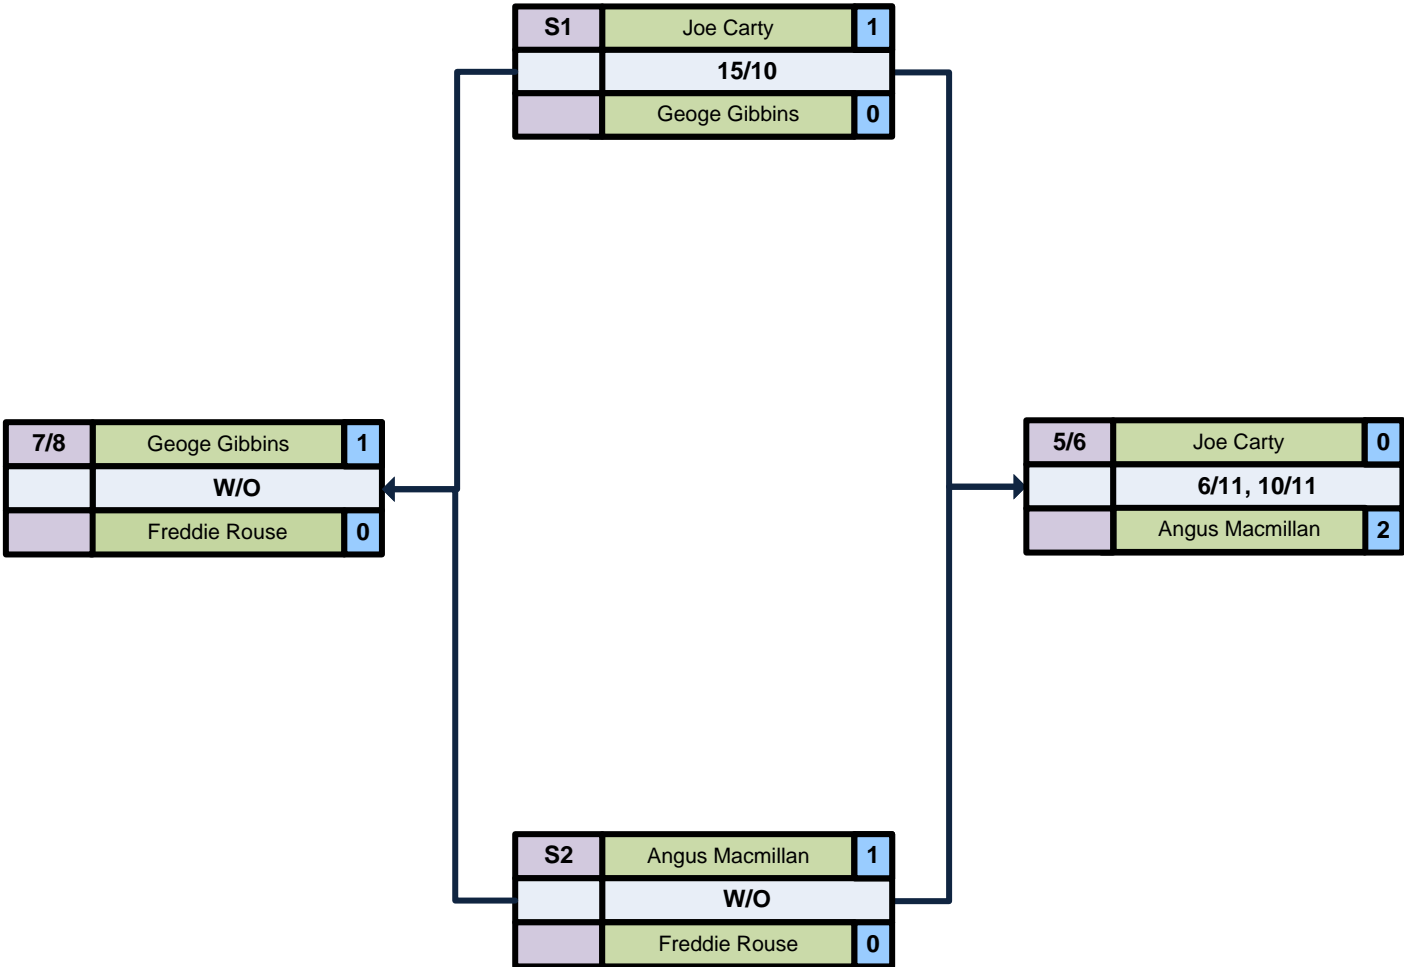 S1 Joe Carty 1
15/10
Geoge Gibbins 0
7/8 Geoge Gibbins 1
W/O
Freddie Rouse 0
5/6 Joe Carty 0
6/11, 10/11
Angus Macmillan 2
S2 Angus Macmillan 1
W/O
Freddie Rouse 0